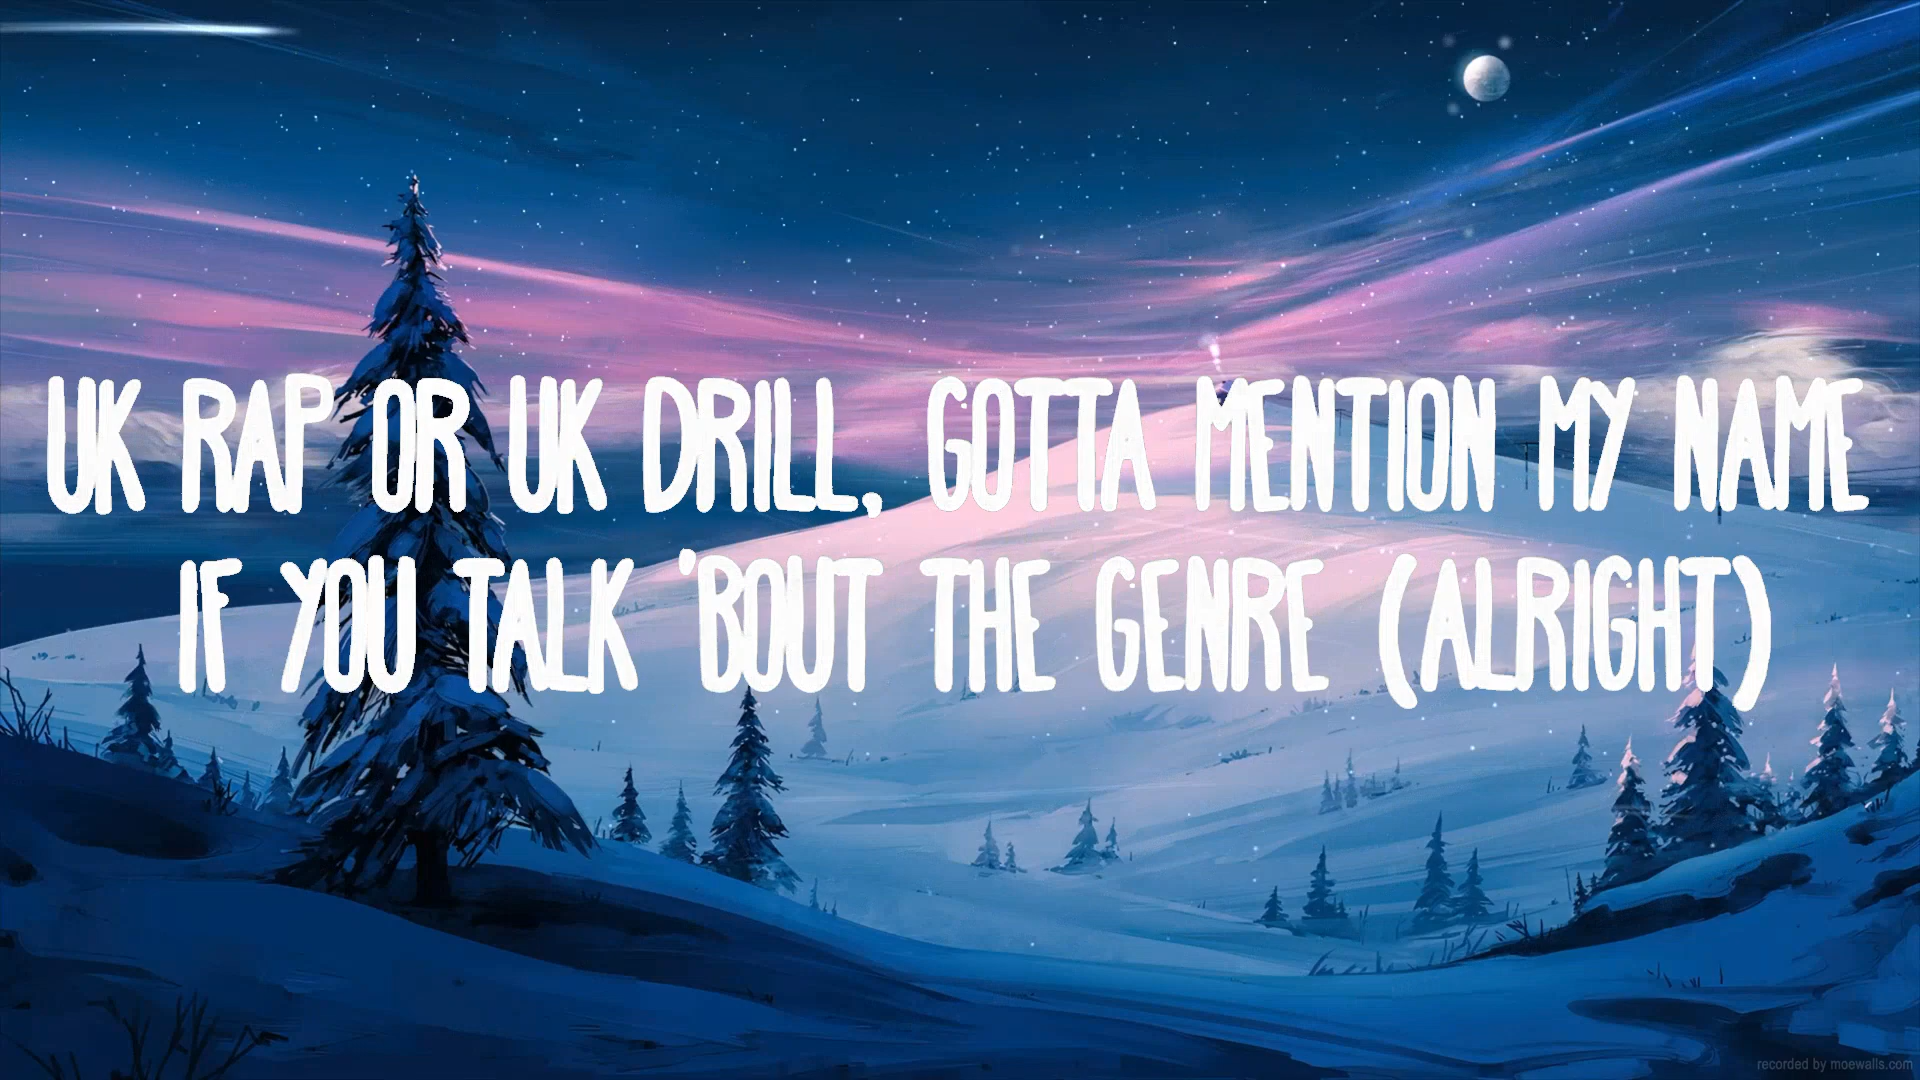 UK RAP OR UK DRILL, GOTTA MENTION MY NAME
IF YOU TALK 'BOUT THE GENRE (ALRIGHT)
recorded by moewalls.com